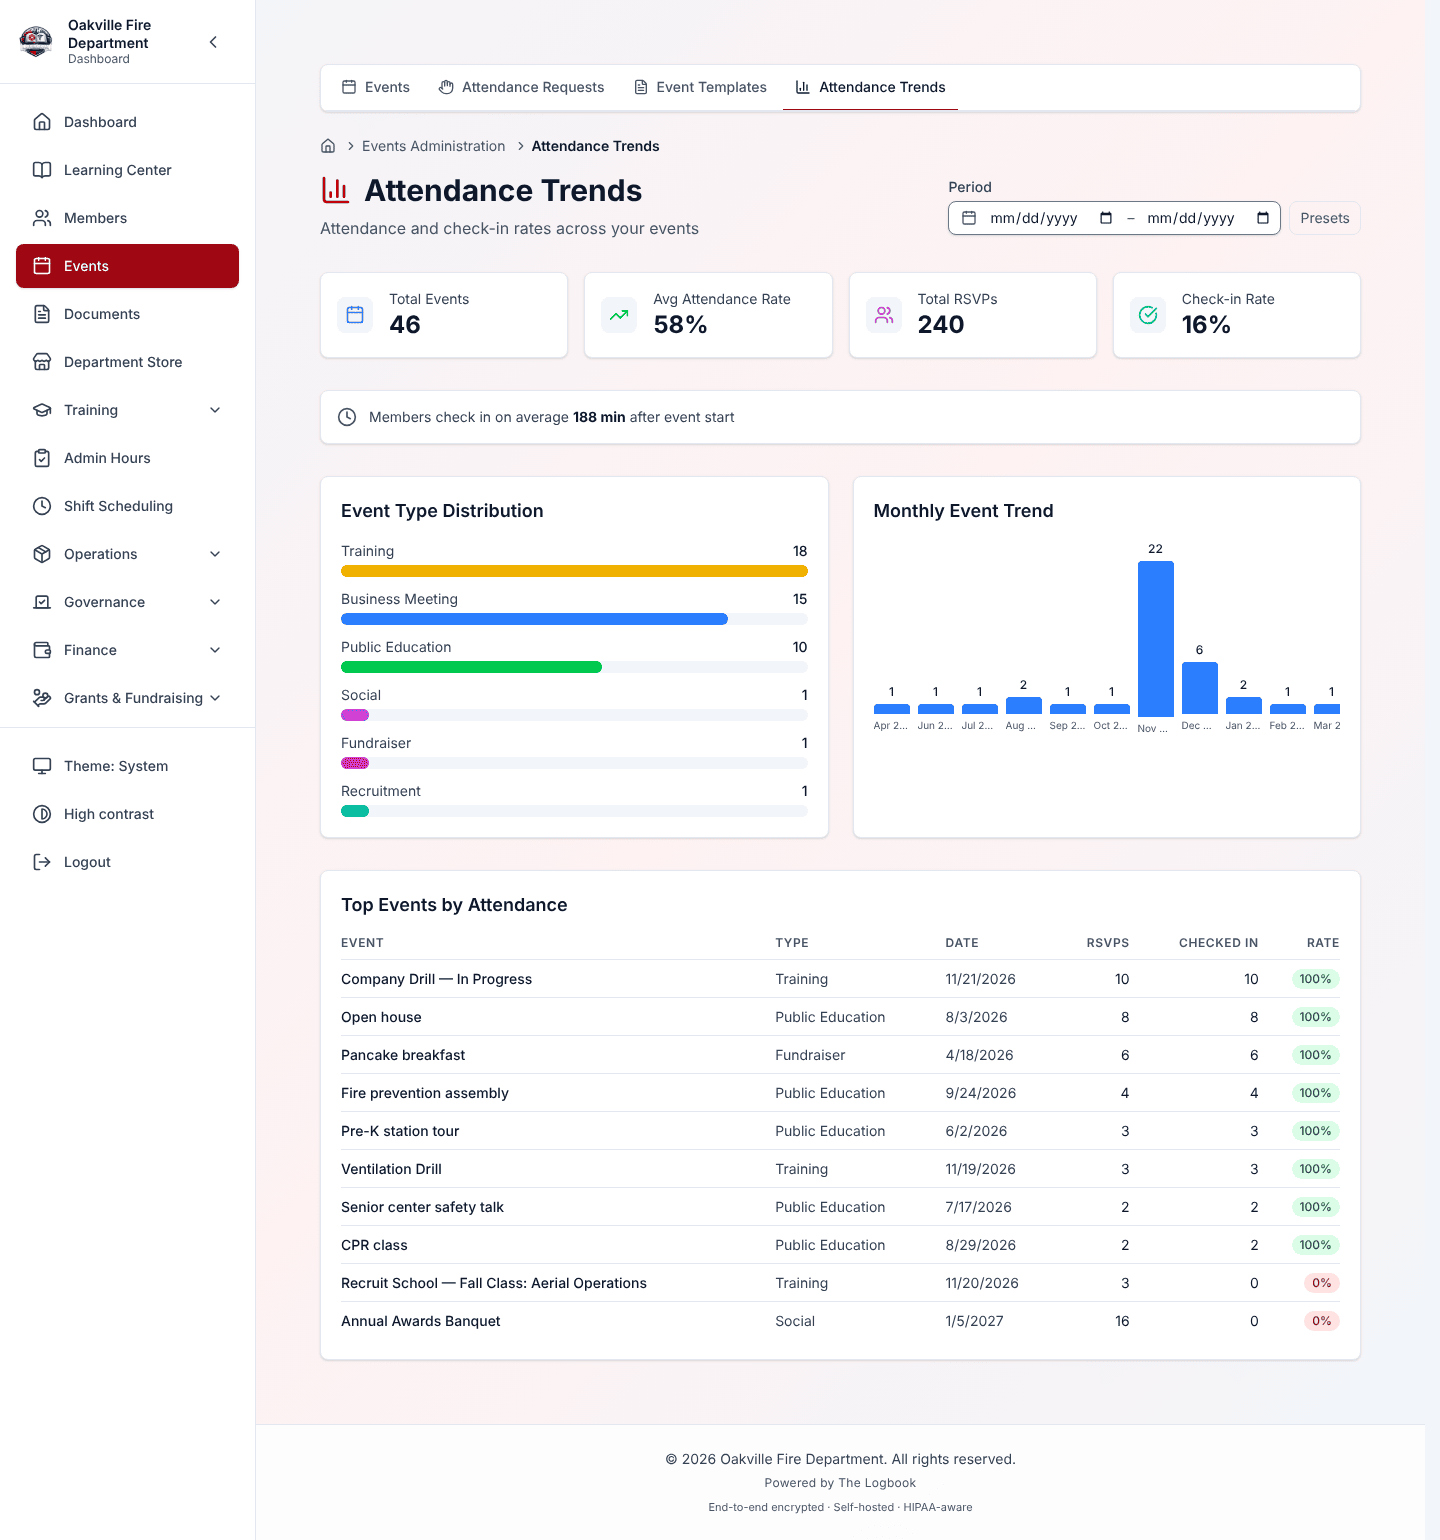 Oakville Fire
Department
Dashboard
Dashboard
Learning Center
Members
Events
Documents
Department Store
Training
Admin Hours
Shift Scheduling
Operations
Governance
Finance
Grants & Fundraising
Theme: System
High contrast
Logout
Events Attendance Requests Event Templates Attendance Trends
Events Administration Attendance Trends
Attendance Trends
Attendance and check-in rates across your events
Period
mm/dd/yyyy – mm/dd/yyyy Presets
Total Events
46
Avg Attendance Rate
58%
Total RSVPs
240
Check-in Rate
16%
Members check in on average 188 min after event start
Event Type Distribution
Training 18
Business Meeting 15
Public Education 10
Social 1
Fundraiser 1
Recruitment 1
Monthly Event Trend
1 1 1 2 1 1 22 6 2 1 1
Apr 2... Jun 2... Jul 2... Aug ... Sep 2... Oct 2... Nov ... Dec ... Jan 2... Feb 2... Mar 2
Top Events by Attendance
EVENT TYPE DATE RSVPS CHECKED IN RATE
Company Drill — In Progress Training 11/21/2026 10 10 100%
Open house Public Education 8/3/2026 8 8 100%
Pancake breakfast Fundraiser 4/18/2026 6 6 100%
Fire prevention assembly Public Education 9/24/2026 4 4 100%
Pre-K station tour Public Education 6/2/2026 3 3 100%
Ventilation Drill Training 11/19/2026 3 3 100%
Senior center safety talk Public Education 7/17/2026 2 2 100%
CPR class Public Education 8/29/2026 2 2 100%
Recruit School — Fall Class: Aerial Operations Training 11/20/2026 3 0 0%
Annual Awards Banquet Social 1/5/2027 16 0 0%
© 2026 Oakville Fire Department. All rights reserved.
Powered by The Logbook
End-to-end encrypted · Self-hosted · HIPAA-aware